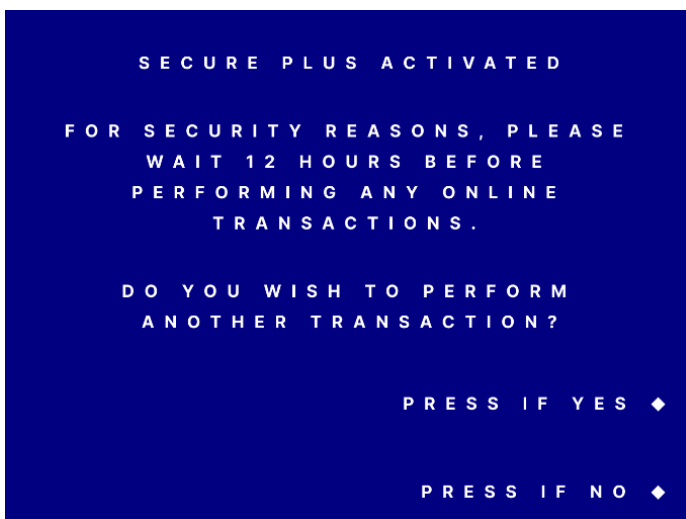 SECURE PLUS ACTIVATED
FOR SECURITY REASONS, PLEASE
WAIT 12 HOURS BEFORE
PERFORMING ANY ONLINE
TRANSACTIONS.
DO YOU WISH TO PERFORM
ANOTHER TRANSACTION?
PRESS IF YES ◆
PRESS IF NO ◆